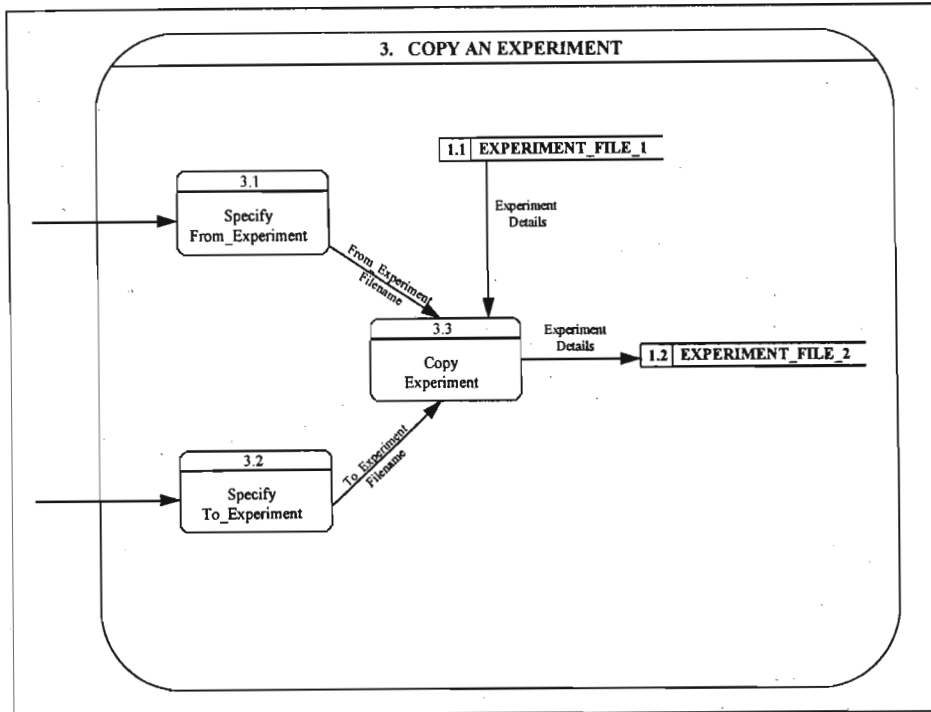 3. COPY AN EXPERIMENT
1.1 EXPERIMENT_FILE_1
3.1
Specify
From_Experiment
Experiment
Details
From_Experiment
Filename
3.3
Copy
Experiment
Experiment
Details
1.2 EXPERIMENT_FILE_2
To_Experiment
Filename
3.2
Specify
To_Experiment